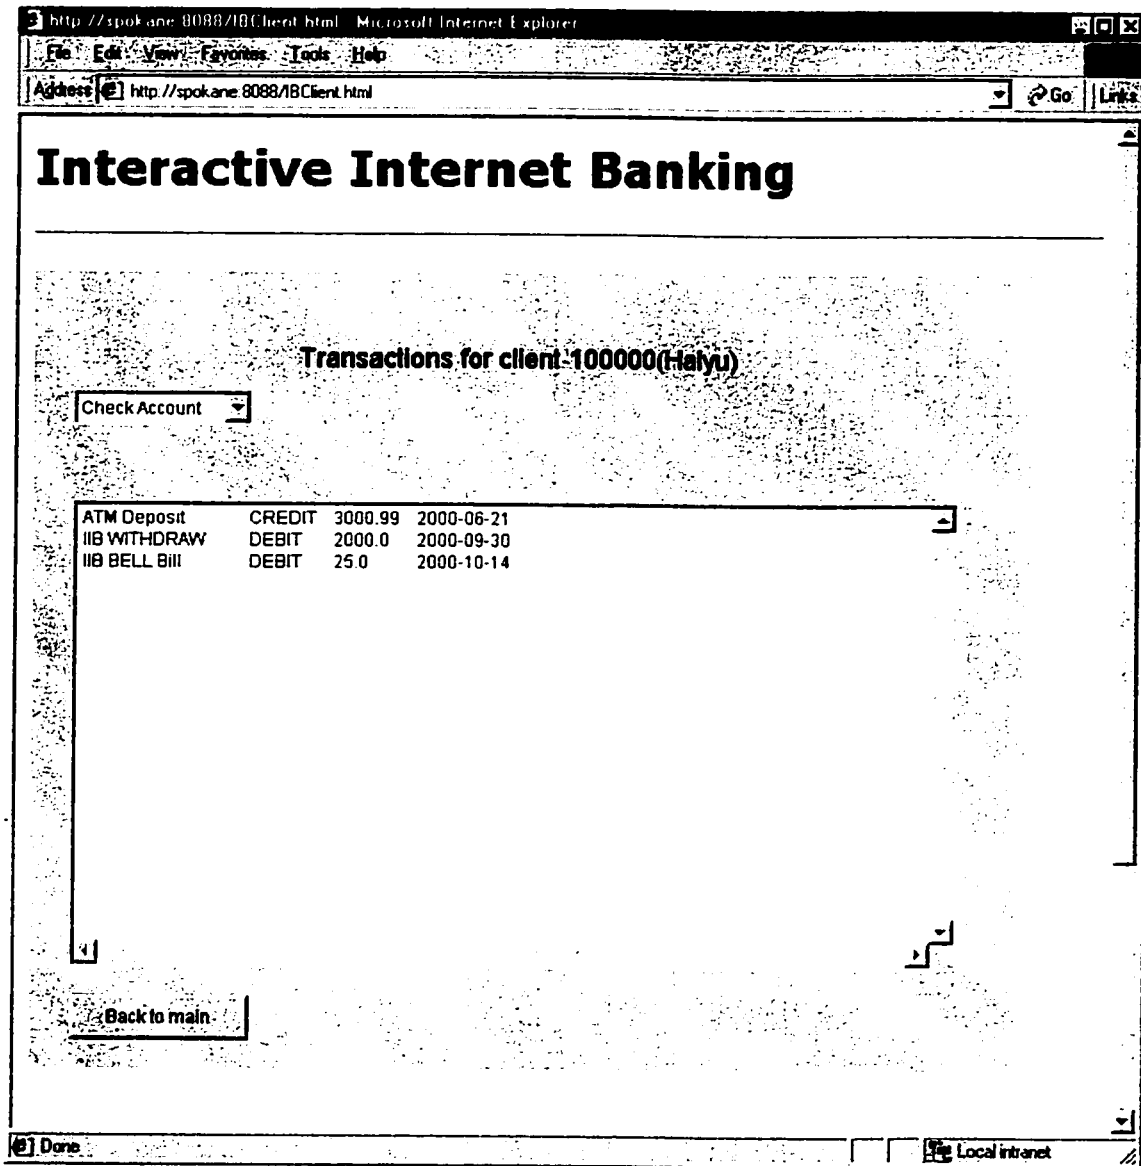 http://spokane:8088/IBClient.html - Microsoft Internet Explorer
File Edit View Favorites Tools Help
Address http://spokane:8088/IBClient.html Go Links
Interactive Internet Banking
Transactions for client-'100000(Haiyu)
Check Account
ATM Deposit CREDIT 3000.99 2000-06-21
IIB WITHDRAW DEBIT 2000.0 2000-09-30
IIB BELL Bill DEBIT 25.0 2000-10-14
Back to main
Done Local intranet